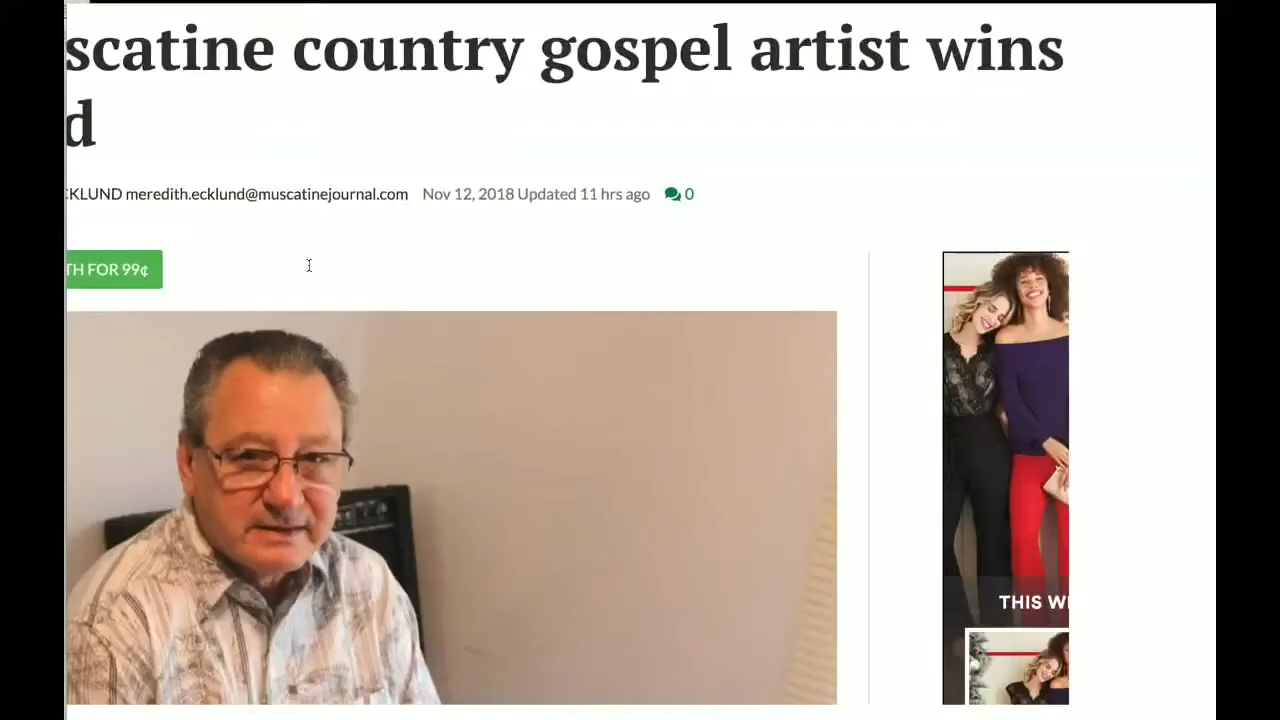 scatine country gospel artist wins
d
CKLUND meredith.ecklund@muscatinejournal.com Nov 12, 2018 Updated 11 hrs ago 0
TH FOR 99¢
THIS W